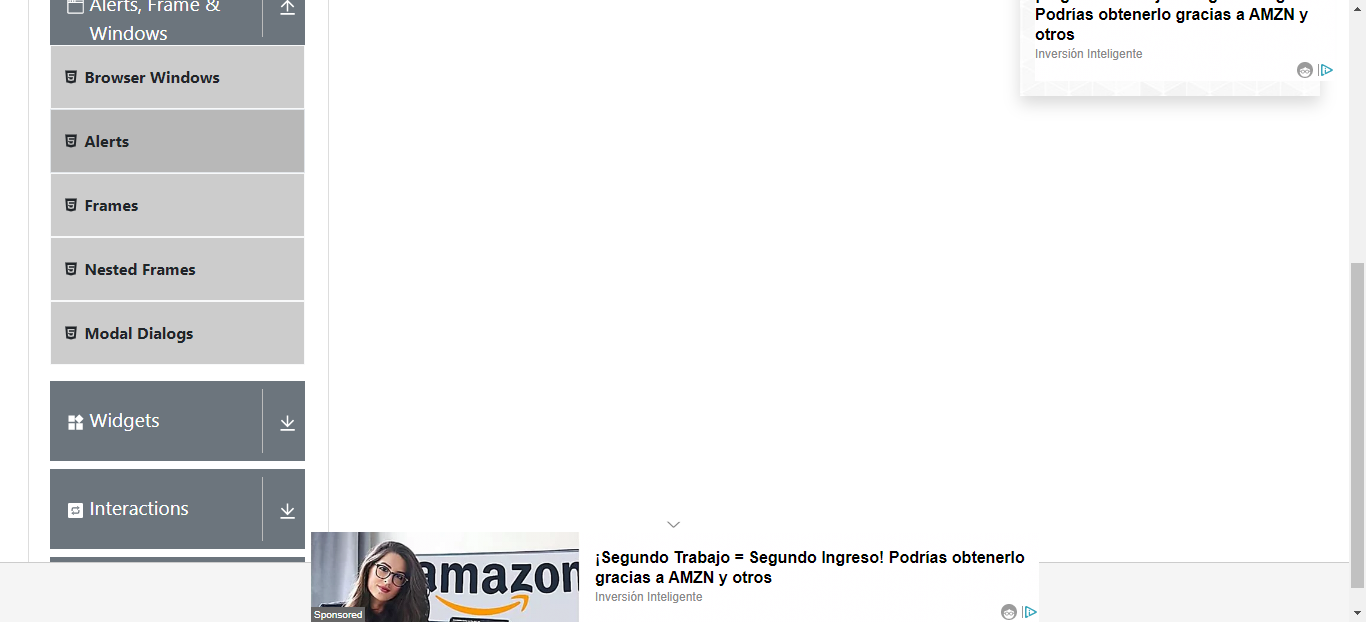 Alerts, Frame &
Windows
Browser Windows
Alerts
Frames
Nested Frames
Modal Dialogs
Widgets
Interactions
Podrías obtenerlo gracias a AMZN y
otros
Inversión Inteligente
amazon
Sponsored
¡Segundo Trabajo = Segundo Ingreso! Podrías obtenerlo
gracias a AMZN y otros
Inversión Inteligente